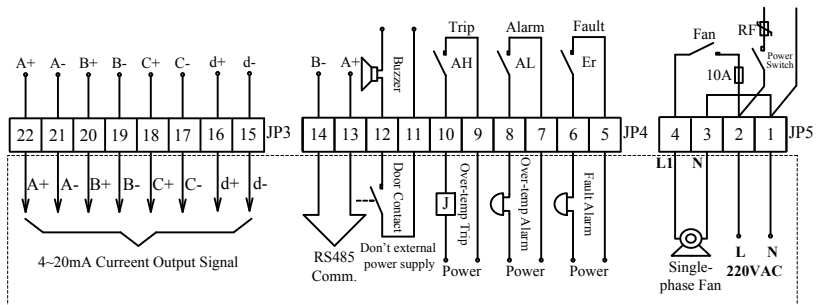 Trip
Alarm
Fault
Fan
RF
A+ A- B+ B- C+ C- d+ d-
B- A+
Buzzer
AH
AL
Er
10A
Power
Switch
22 21 20 19 18 17 16 15 JP3
14 13 12 11 10 9 8 7 6 5 JP4
4 3 2 1 JP5
L1 N
A+ A- B+ B- C+ C- d+ d-
Door Contact
J
Over-temp Trip
Over-temp Alarm
Fault Alarm
4~20mA Curreent Output Signal
RS485
Comm.
Don't external
power supply
Power
Power
Power
Single-
phase Fan
L N
220VAC